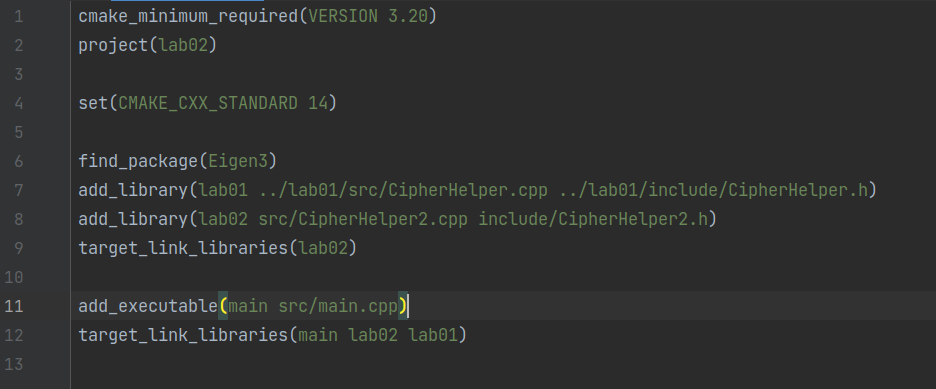 1 cmake_minimum_required(VERSION 3.20)
2 project(lab02)
3
4 set(CMAKE_CXX_STANDARD 14)
5
6 find_package(Eigen3)
7 add_library(lab01 ../lab01/src/CipherHelper.cpp ../lab01/include/CipherHelper.h)
8 add_library(lab02 src/CipherHelper2.cpp include/CipherHelper2.h)
9 target_link_libraries(lab02)
10
11 add_executable(main src/main.cpp)
12 target_link_libraries(main lab02 lab01)
13